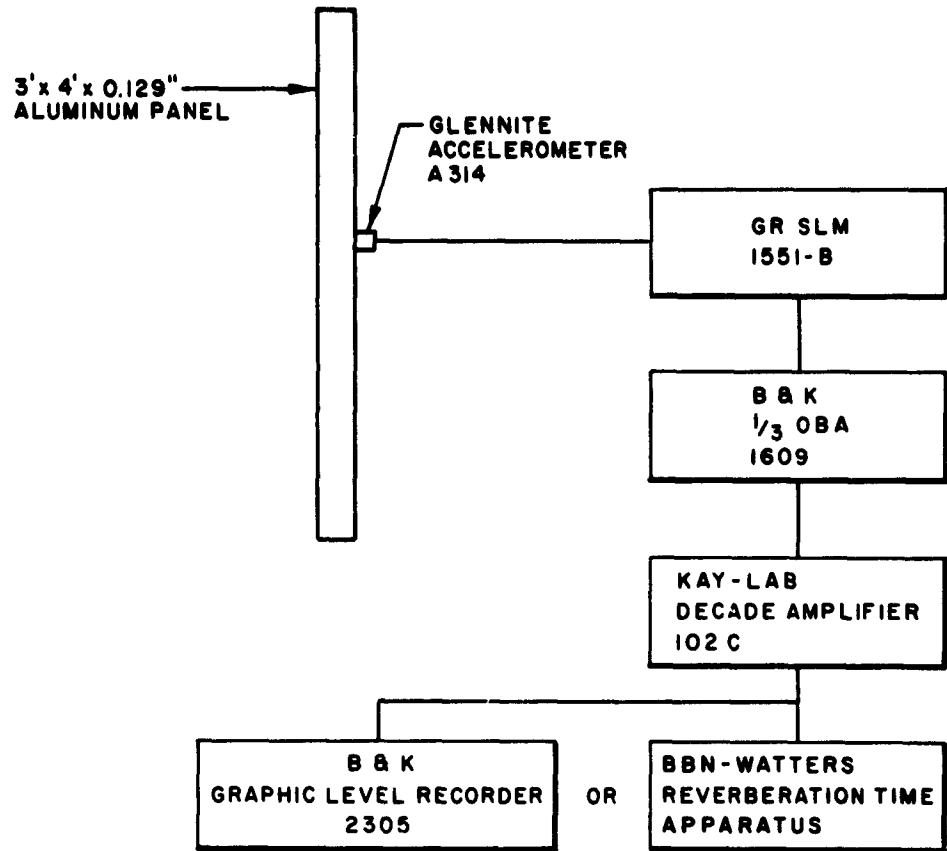 3' x 4' x 0.129"
ALUMINUM PANEL
GLENNITE
ACCELEROMETER
A 314
GR SLM
1551-B
B & K
1/3 OBA
1609
KAY-LAB
DECADE AMPLIFIER
102 C
B & K
GRAPHIC LEVEL RECORDER
2305
OR
BBN-WATTERS
REVERBERATION TIME
APPARATUS